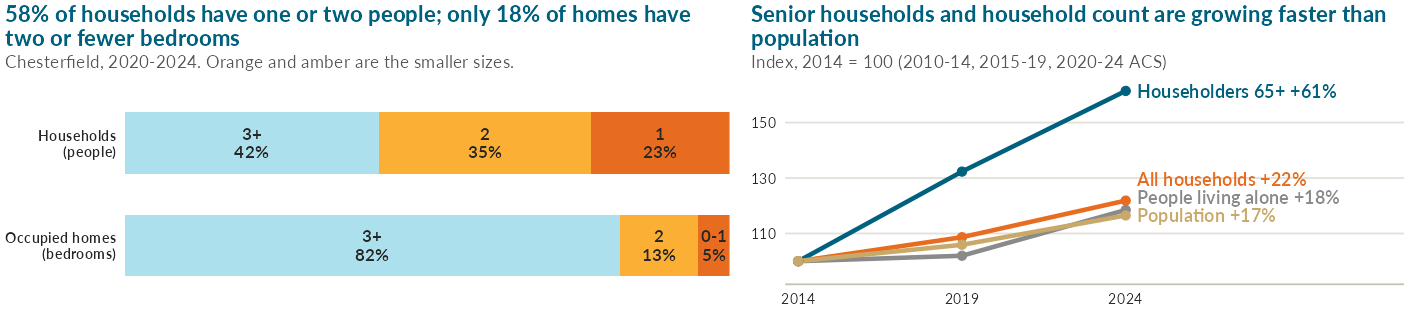 58% of households have one or two people; only 18% of homes have
two or fewer bedrooms
Chesterfield, 2020-2024. Orange and amber are the smaller sizes.
Households
(people)
3+
42%
2
35%
1
23%
Occupied homes
(bedrooms)
3+
82%
2
13%
0-1
5%
Senior households and household count are growing faster than
population
Index, 2014 = 100 (2010-14, 2015-19, 2020-24 ACS)
150
130
110
Householders 65+ +61%
All households +22%
People living alone +18%
Population +17%
2014
2019
2024